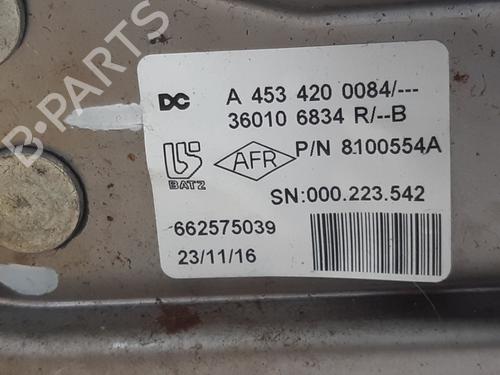 DC A 453 420 0084/---
36010 6834 R/--B
BATZ AFR P/N 8100554A
SN:000.223.542
662575039
23/11/16
B-PARTS